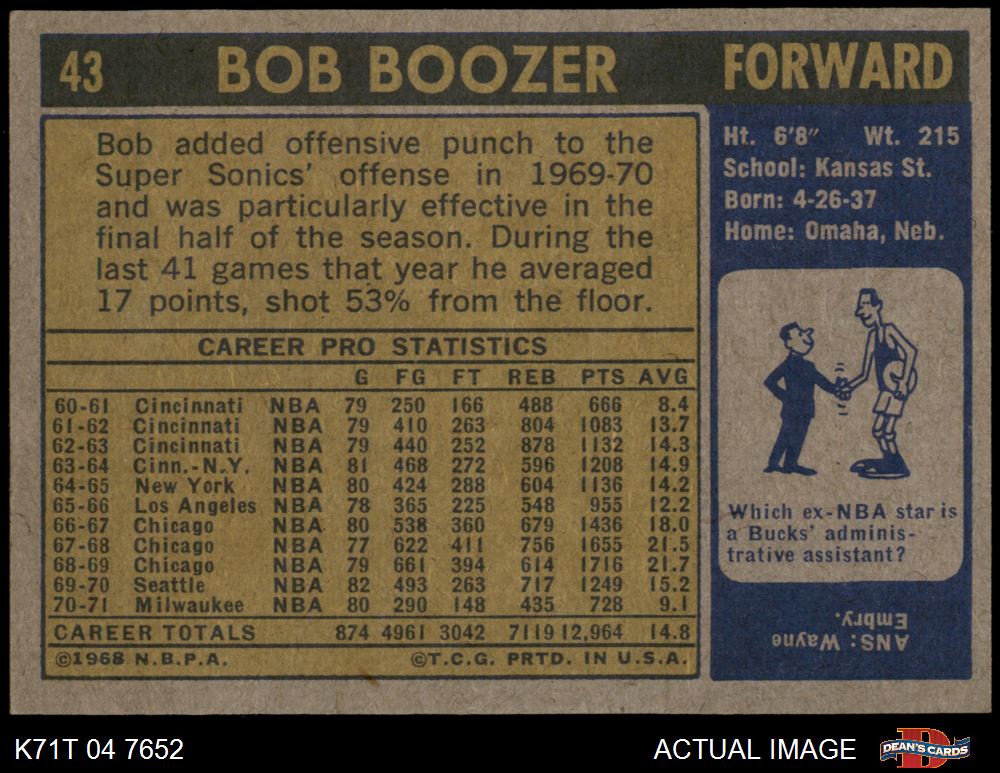 43 BOB BOOZER FORWARD
Bob added offensive punch to the
Super Sonics' offense in 1969-70
and was particularly effective in the
final half of the season. During the
last 41 games that year he averaged
17 points, shot 53% from the floor.
CAREER PRO STATISTICS
G FG FT REB PTS AVG
60-61 Cincinnati NBA 79 250 166 488 666 8.4
61-62 Cincinnati NBA 79 410 263 804 1083 13.7
62-63 Cincinnati NBA 79 440 252 878 1132 14.3
63-64 Cinn.-N.Y. NBA 81 468 272 596 1208 14.9
64-65 New York NBA 80 424 288 604 1136 14.2
65-66 Los Angeles NBA 78 365 225 548 955 12.2
66-67 Chicago NBA 80 538 360 679 1436 18.0
67-68 Chicago NBA 77 622 411 756 1655 21.5
68-69 Chicago NBA 79 661 394 614 1716 21.7
69-70 Seattle NBA 82 493 263 717 1249 15.2
70-71 Milwaukee NBA 80 290 148 435 728 9.1
CAREER TOTALS 874 4961 3042 7119 12,964 14.8
©1968 N.B.P.A. ©T.C.G. PRTD. IN U.S.A.
Ht. 6'8" Wt. 215
School: Kansas St.
Born: 4-26-37
Home: Omaha, Neb.
Which ex-NBA star is
a Bucks' adminis-
trative assistant?
ANS: Wayne
Embry.
K71T 04 7652 ACTUAL IMAGE
D
DEAN'S CARDS